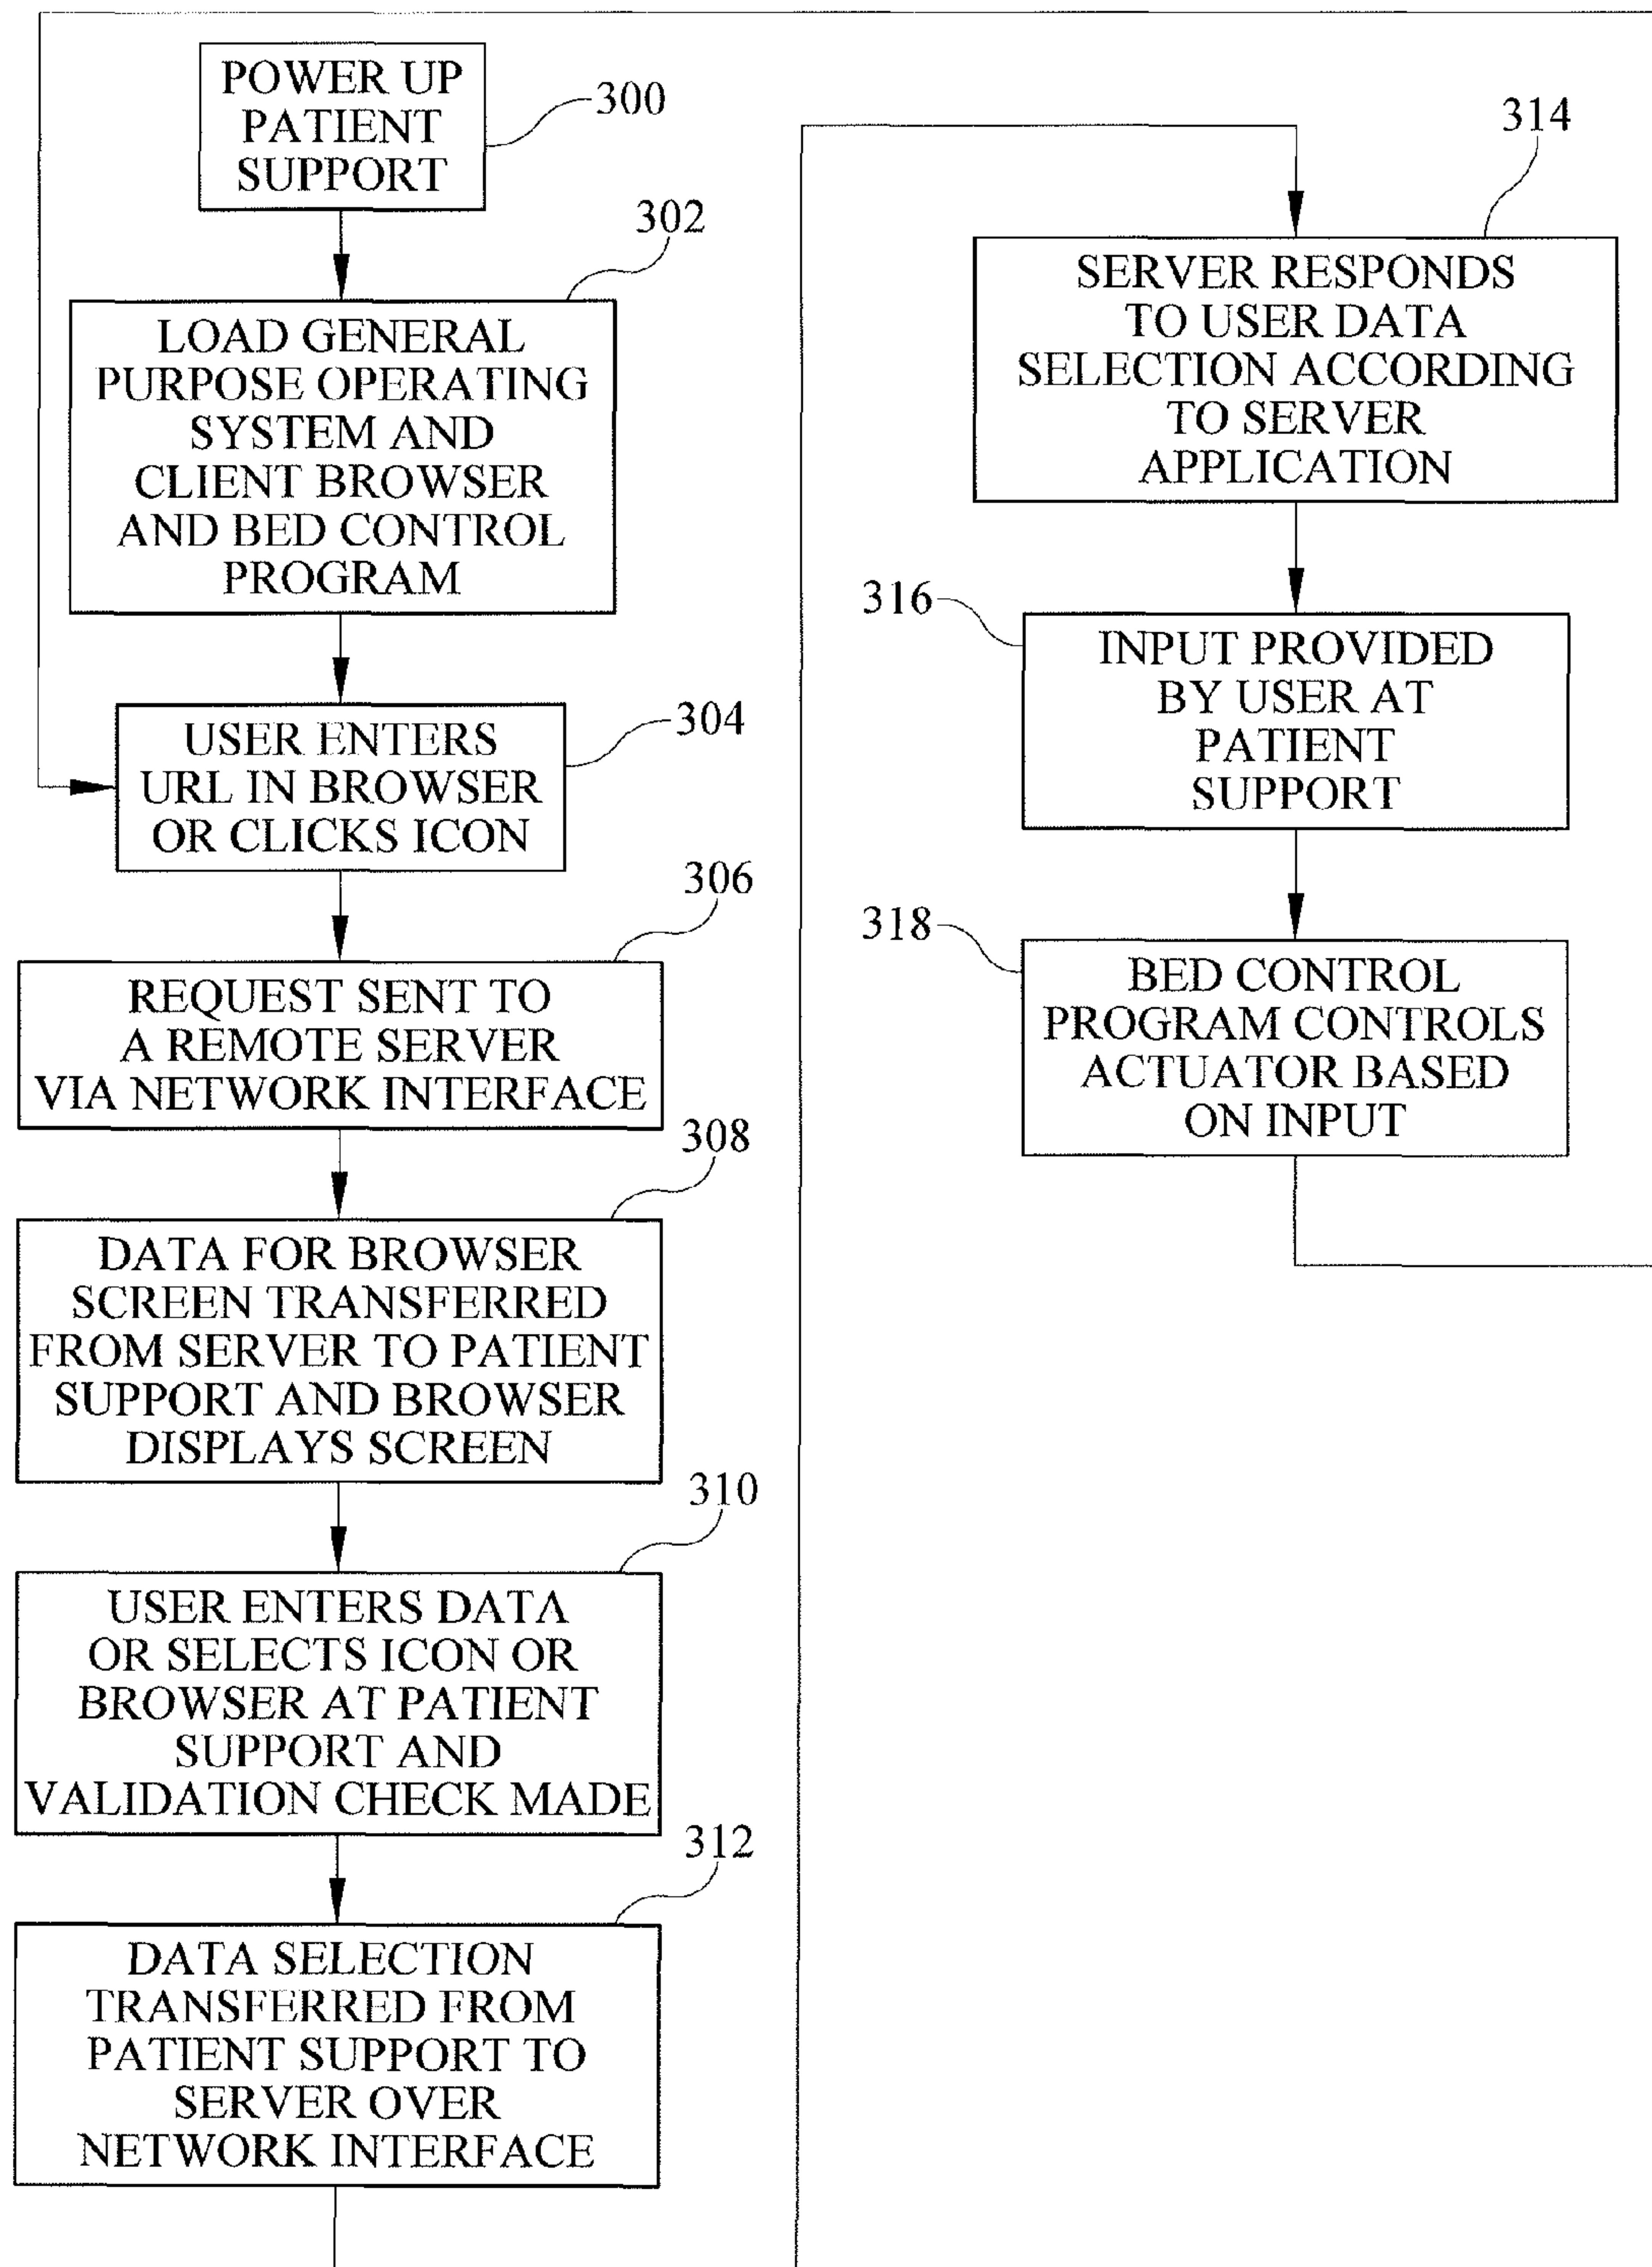 POWER UP
PATIENT
SUPPORT
300
302
LOAD GENERAL
PURPOSE OPERATING
SYSTEM AND
CLIENT BROWSER
AND BED CONTROL
PROGRAM
304
USER ENTERS
URL IN BROWSER
OR CLICKS ICON
306
REQUEST SENT TO
A REMOTE SERVER
VIA NETWORK INTERFACE
308
DATA FOR BROWSER
SCREEN TRANSFERRED
FROM SERVER TO PATIENT
SUPPORT AND BROWSER
DISPLAYS SCREEN
310
USER ENTERS DATA
OR SELECTS ICON OR
BROWSER AT PATIENT
SUPPORT AND
VALIDATION CHECK MADE
312
DATA SELECTION
TRANSFERRED FROM
PATIENT SUPPORT TO
SERVER OVER
NETWORK INTERFACE
314
SERVER RESPONDS
TO USER DATA
SELECTION ACCORDING
TO SERVER
APPLICATION
316
INPUT PROVIDED
BY USER AT
PATIENT
SUPPORT
318
BED CONTROL
PROGRAM CONTROLS
ACTUATOR BASED
ON INPUT